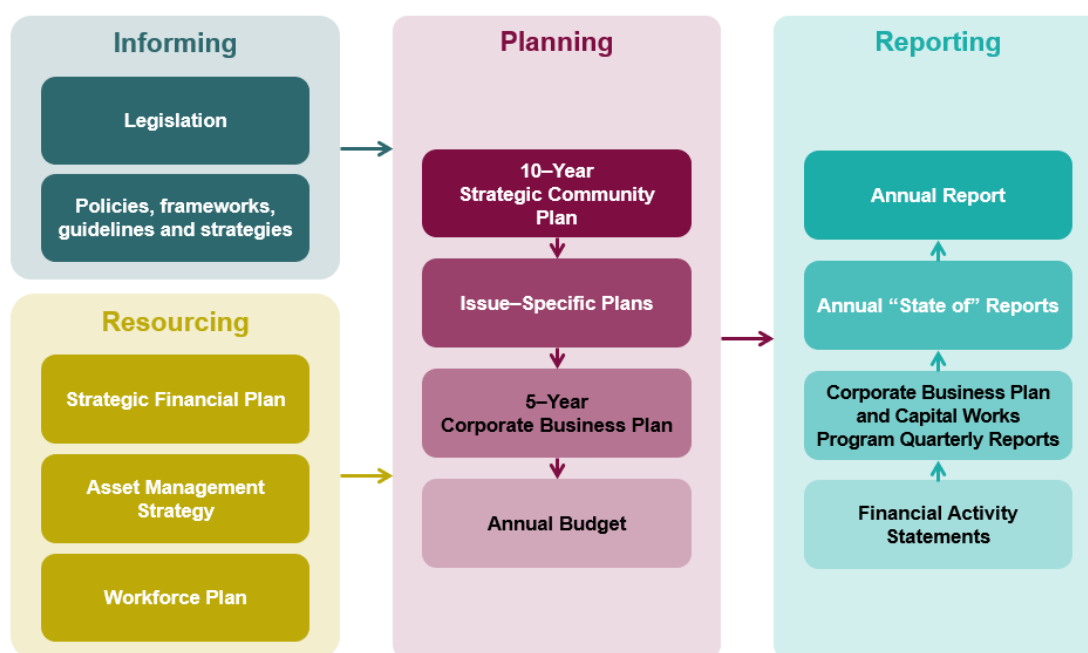 Informing
Legislation
Policies, frameworks,
guidelines and strategies
Resourcing
Strategic Financial Plan
Asset Management
Strategy
Workforce Plan
Planning
10–Year
Strategic Community
Plan
Issue–Specific Plans
5–Year
Corporate Business Plan
Annual Budget
Reporting
Annual Report
Annual “State of” Reports
Corporate Business Plan
and Capital Works
Program Quarterly Reports
Financial Activity
Statements